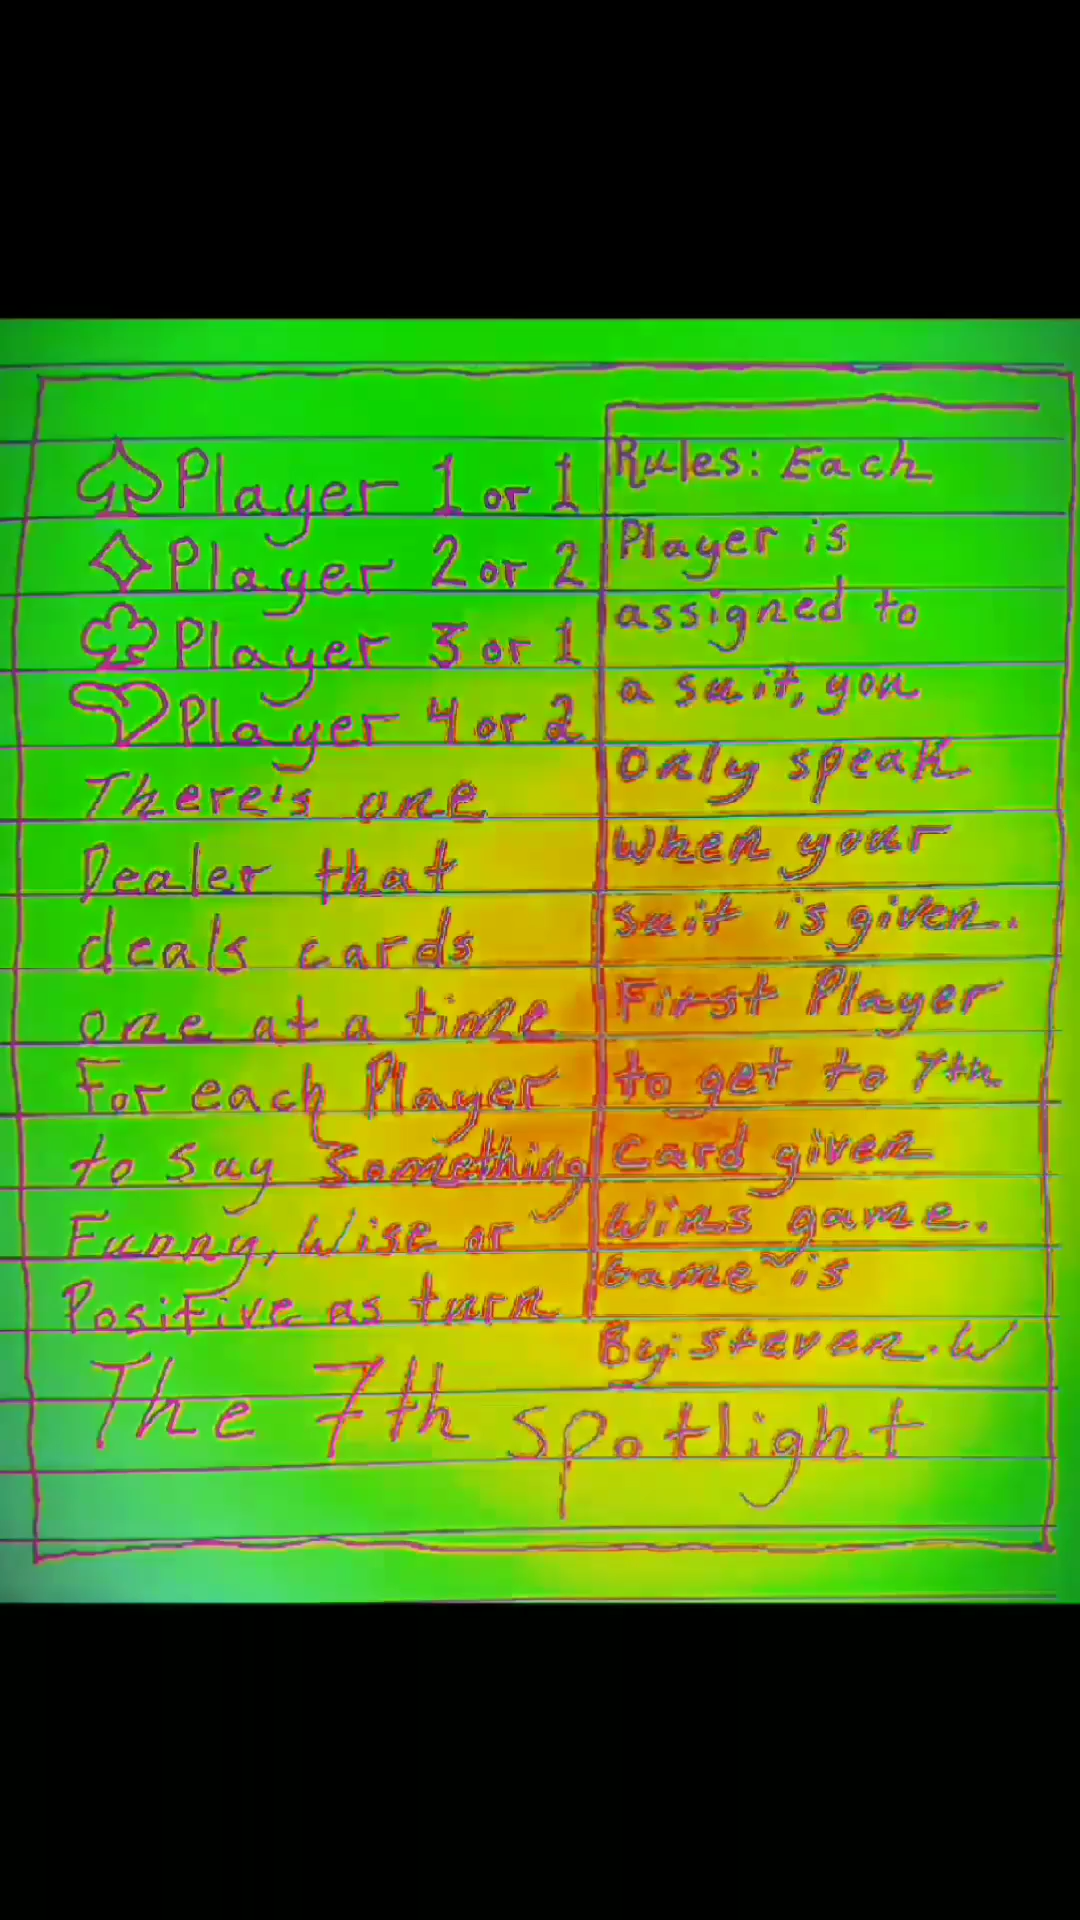 ♤ Player 1 or 1
♢ Player 2 or 2
♧ Player 3 or 1
♡ Player 4 or 2
There's one
Dealer that
deals cards
one at a time
For each Player
to say Something
Funny, Wise or
Positive as turn
Rules: Each
Player is
assigned to
a suit, you
only speak
when your
suit is given.
First Player
to get to 7th
card given
wins game.
Game is
By: Steven. W
The 7th spotlight